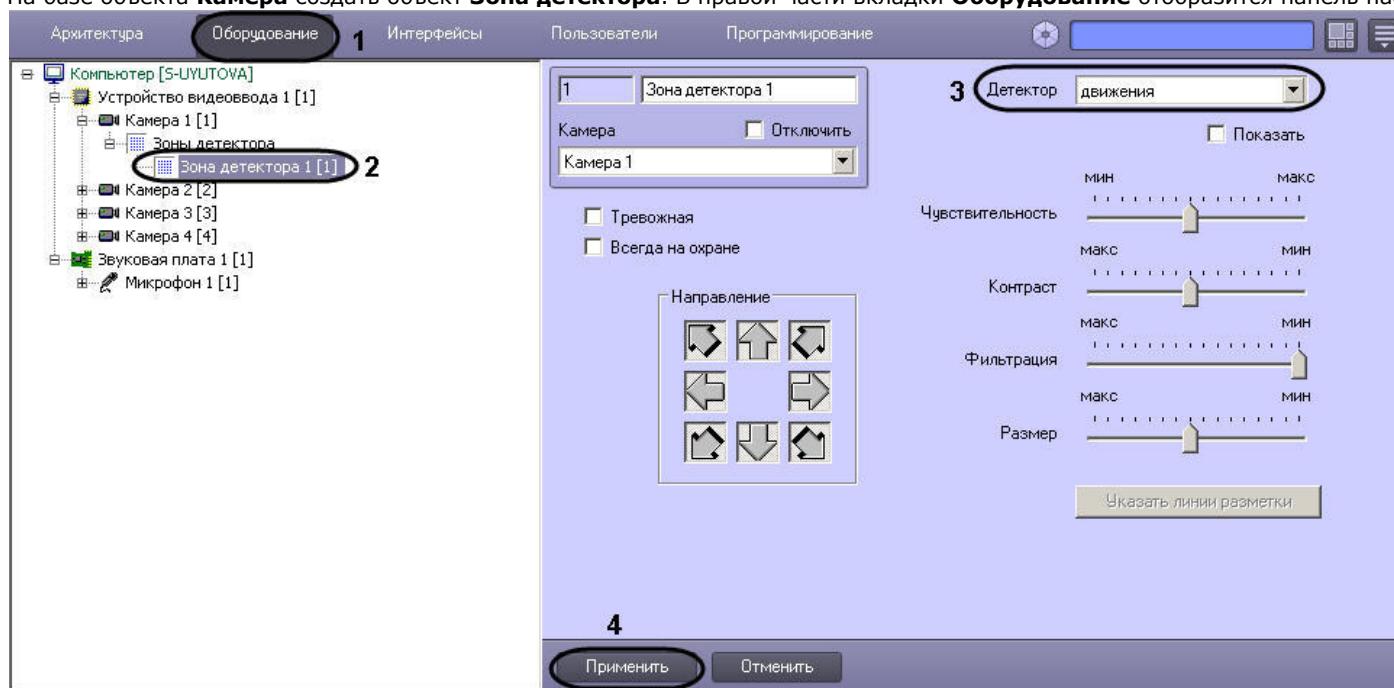 На базе объекта Камера создать объект Зона детектора. В правой части вкладки Оборудование отобразится панель
Архитектура Оборудование 1 Интерфейсы Пользователи Программирование
Компьютер [S-UYUTOVA]
Устройство видеоввода 1 [1]
Камера 1 [1]
Зоны детектора
Зона детектора 1 [1] 2
Камера 2 [2]
Камера 3 [3]
Камера 4 [4]
Звуковая плата 1 [1]
Микрофон 1 [1]
1 Зона детектора 1
Камера Отключить
Камера 1
Тревожная
Всегда на охране
Направление
3 Детектор движения
Показать
мин макс
Чувствительность
макс мин
Контраст
макс мин
Фильтрация
макс мин
Размер
Указать линии разметки
4
Применить Отменить